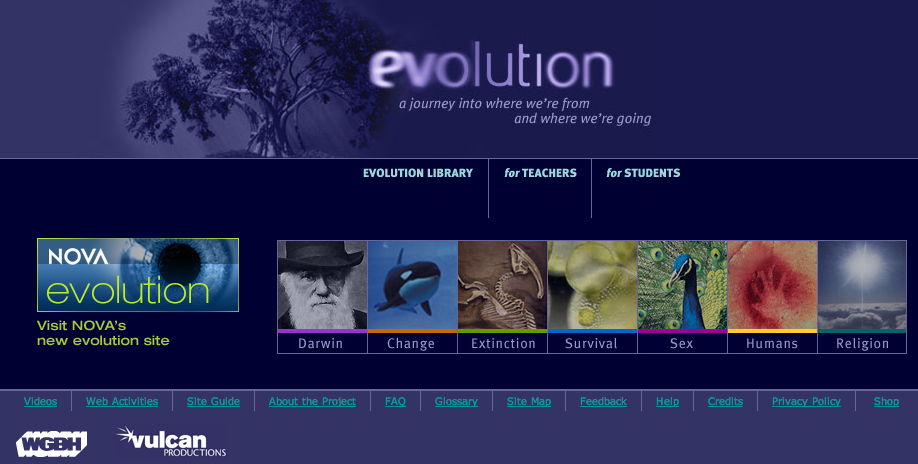 evolution
a journey into where we're from
and where we're going
EVOLUTION LIBRARY
for TEACHERS
for STUDENTS
NOVA
evolution
Visit NOVA's
new evolution site
Darwin
Change
Extinction
Survival
Sex
Humans
Religion
Videos
Web Activities
Site Guide
About the Project
FAQ
Glossary
Site Map
Feedback
Help
Credits
Privacy Policy
Shop
WGBH
vulcan
PRODUCTIONS